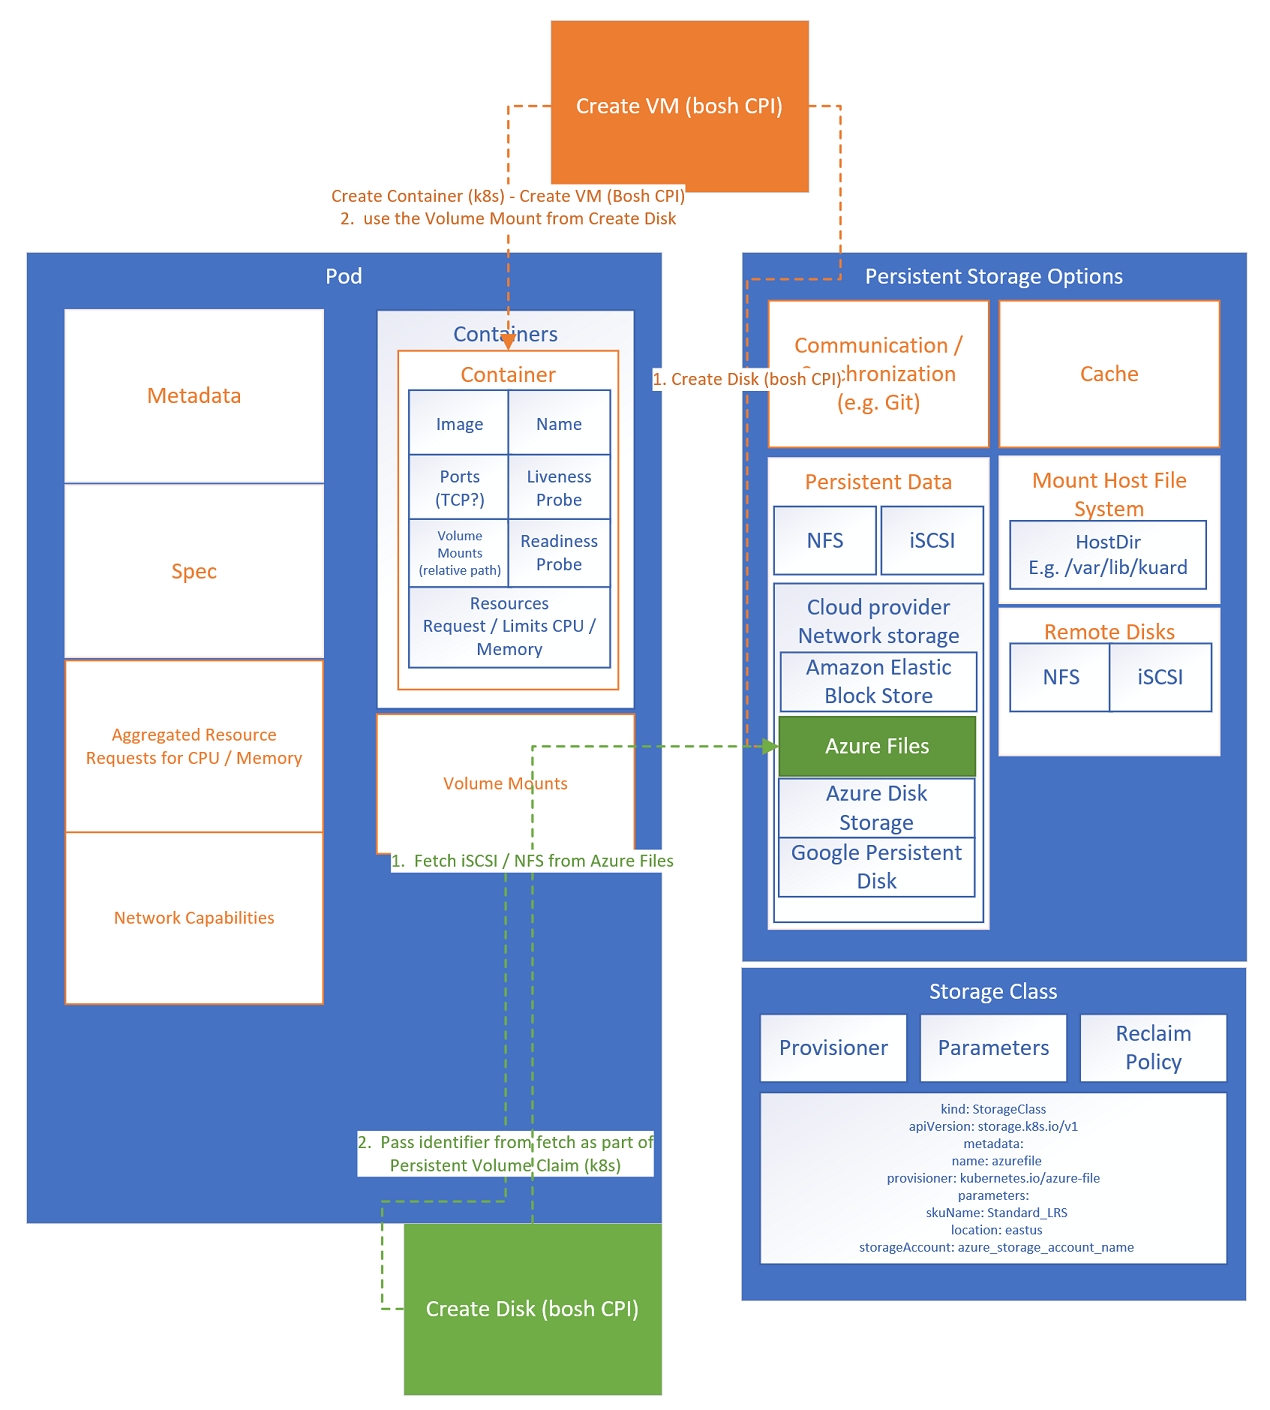 Create VM (bosh CPI)
Create Container (k8s) - Create VM (Bosh CPI)
2. use the Volume Mount from Create Disk
Pod
Metadata
Spec
Aggregated Resource
Requests for CPU / Memory
Network Capabilities
Containers
Container
Image
Name
Ports
(TCP?)
Liveness
Probe
Volume
Mounts
(relative path)
Readiness
Probe
Resources
Request / Limits CPU /
Memory
Volume Mounts
1. Fetch iSCSI / NFS from Azure Files
2. Pass identifier from fetch as part of
Persistent Volume Claim (k8s)
Create Disk (bosh CPI)
Persistent Storage Options
Communication /
chronization
(e.g. Git)
1. Create Disk (bosh CPI)
Cache
Persistent Data
NFS
iSCSI
Cloud provider
Network storage
Amazon Elastic
Block Store
Azure Files
Azure Disk
Storage
Google Persistent
Disk
Mount Host File
System
HostDir
E.g. /var/lib/kuard
Remote Disks
NFS
iSCSI
Storage Class
Provisioner
Parameters
Reclaim
Policy
kind: StorageClass
apiVersion: storage.k8s.io/v1
metadata:
name: azurefile
provisioner: kubernetes.io/azure-file
parameters:
skuName: Standard_LRS
location: eastus
storageAccount: azure_storage_account_name